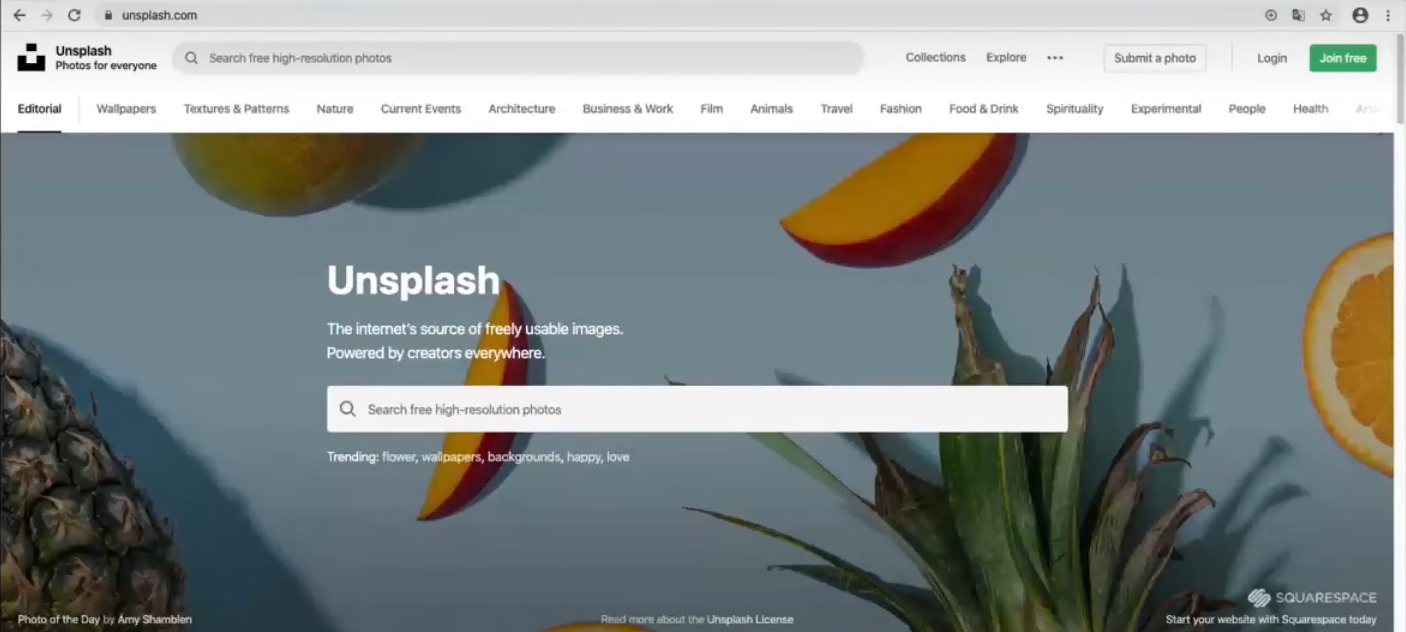 unsplash.com
Unsplash
Photos for everyone
Search free high-resolution photos
Collections
Explore
Submit a photo
Login
Join free
Editorial
Wallpapers
Textures & Patterns
Nature
Current Events
Architecture
Business & Work
Film
Animals
Travel
Fashion
Food & Drink
Spirituality
Experimental
People
Health
Unsplash
The internet's source of freely usable images.
Powered by creators everywhere.
Search free high-resolution photos
Trending: flower, wallpapers, backgrounds, happy, love
SQUARESPACE
Photo of the Day by Amy Shamblen
Read more about the Unsplash License
Start your website with Squarespace today